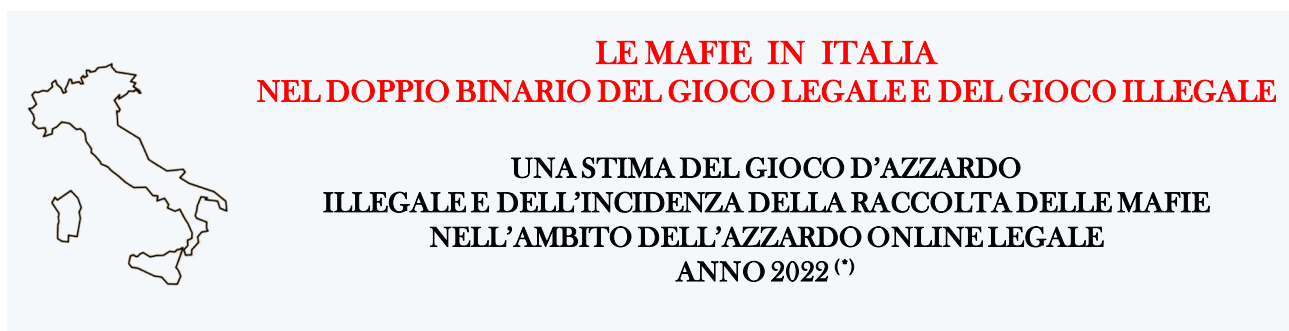 LE MAFIE IN ITALIA
NEL DOPPIO BINARIO DEL GIOCO LEGALE E DEL GIOCO ILLEGALE
UNA STIMA DEL GIOCO D’AZZARDO
ILLEGALE E DELL’INCIDENZA DELLA RACCOLTA DELLE MAFIE
NELL’AMBITO DELL’AZZARDO ONLINE LEGALE
ANNO 2022 (*)